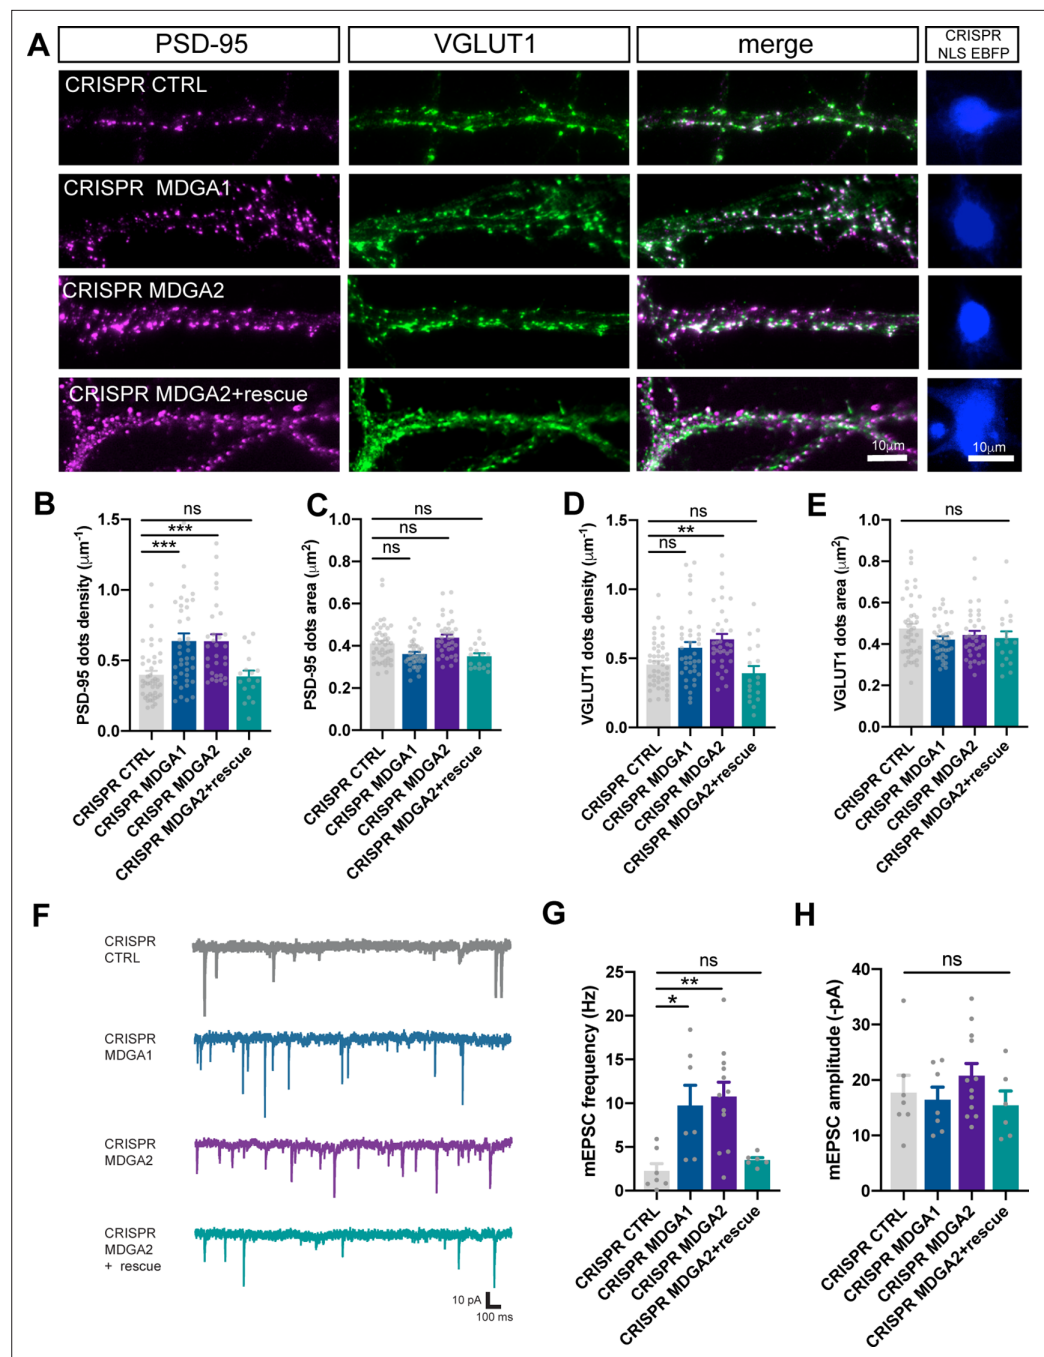 A
PSD-95
VGLUT1
merge
CRISPR
NLS EBFP
CRISPR CTRL
CRISPR MDGA1
CRISPR MDGA2
CRISPR MDGA2+rescue
10μm
10μm
B
PSD-95 dots density (μm⁻¹)
1.5
1.0
0.5
0.0
ns
***
***
CRISPR CTRL
CRISPR MDGA1
CRISPR MDGA2
CRISPR MDGA2+rescue
C
PSD-95 dots area (μm²)
1.0
0.8
0.6
0.4
0.2
0.0
ns
ns
ns
CRISPR CTRL
CRISPR MDGA1
CRISPR MDGA2
CRISPR MDGA2+rescue
D
VGLUT1 dots density (μm⁻¹)
1.5
1.0
0.5
0.0
ns
**
ns
CRISPR CTRL
CRISPR MDGA1
CRISPR MDGA2
CRISPR MDGA2+rescue
E
VGLUT1 dots area (μm²)
1.0
0.8
0.6
0.4
0.2
0.0
ns
CRISPR CTRL
CRISPR MDGA1
CRISPR MDGA2
CRISPR MDGA2+rescue
F
CRISPR
CTRL
CRISPR
MDGA1
CRISPR
MDGA2
CRISPR
MDGA2
+ rescue
10 pA
100 ms
G
mEPSC frequency (Hz)
25
20
15
10
5
0
ns
**
*
CRISPR CTRL
CRISPR MDGA1
CRISPR MDGA2
CRISPR MDGA2+rescue
H
mEPSC amplitude (-pA)
40
30
20
10
0
ns
CRISPR CTRL
CRISPR MDGA1
CRISPR MDGA2
CRISPR MDGA2+rescue